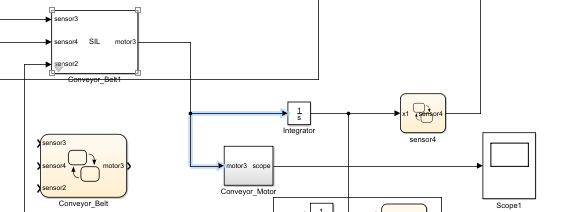 sensor3
sensor4 SIL motor3
sensor2
Conveyor_Belt1
1
s
Integrator
x1 sensor4
sensor4
sensor3
sensor4 motor3
sensor2
Conveyor_Belt
motor3 scope
Conveyor_Motor
Scope1
1